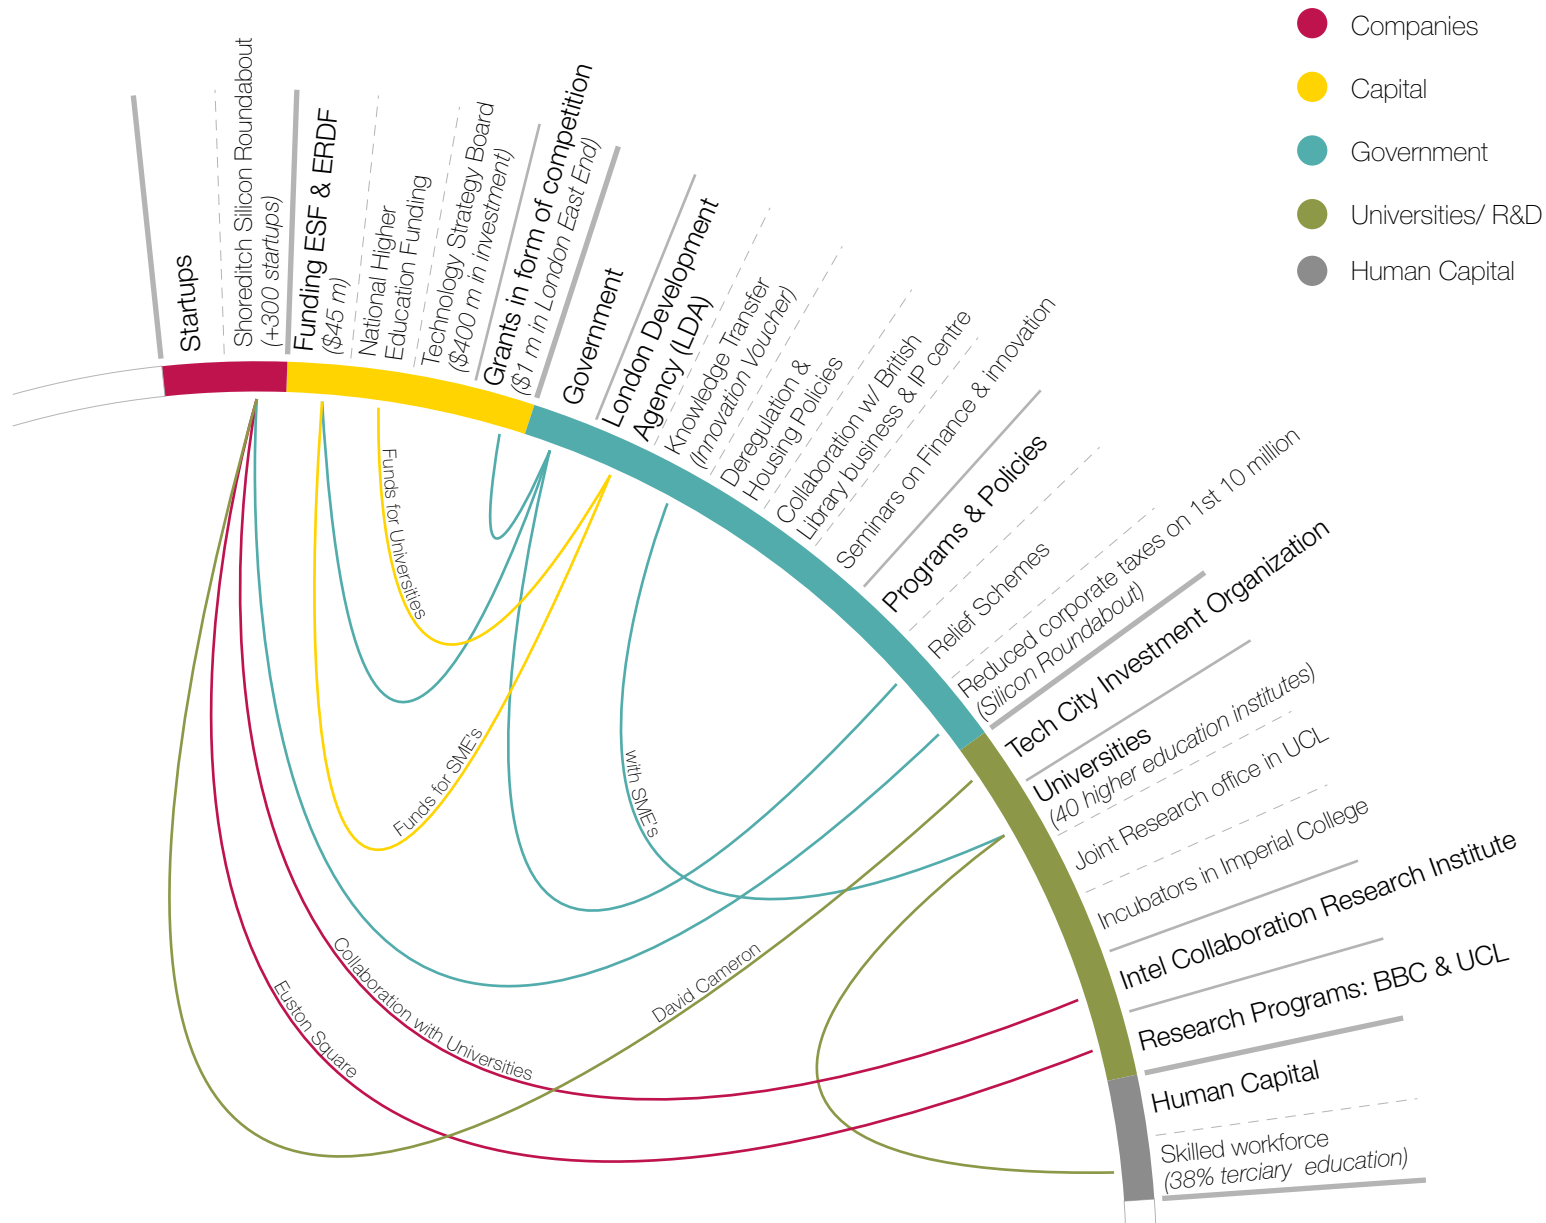 Companies
Capital
Government
Universities/ R&D
Human Capital
Startups
Shoreditch Silicon Roundabout
(+300 startups)
Funding ESF & ERDF
($45 m)
National Higher
Education Funding
Technology Strategy Board
($400 m in investment)
Grants in form of competition
($1 m in London East End)
Government
London Development
Agency (LDA)
Knowledge Transfer
(Innovation Voucher)
Deregulation &
Housing Policies
Collaboration w/ British
Library business & IP centre
Seminars on Finance & innovation
Programs & Policies
Relief Schemes
Reduced corporate taxes on 1st 10 million
(Silicon Roundabout)
Tech City Investment Organization
Universities
(40 higher education institutes)
Joint Research office in UCL
Incubators in Imperial College
Intel Collaboration Research Institute
Research Programs: BBC & UCL
Human Capital
Skilled workforce
(38% terciary education)
Funds for Universities
Funds for SME's
with SME's
David Cameron
Collaboration with Universities
Euston Square